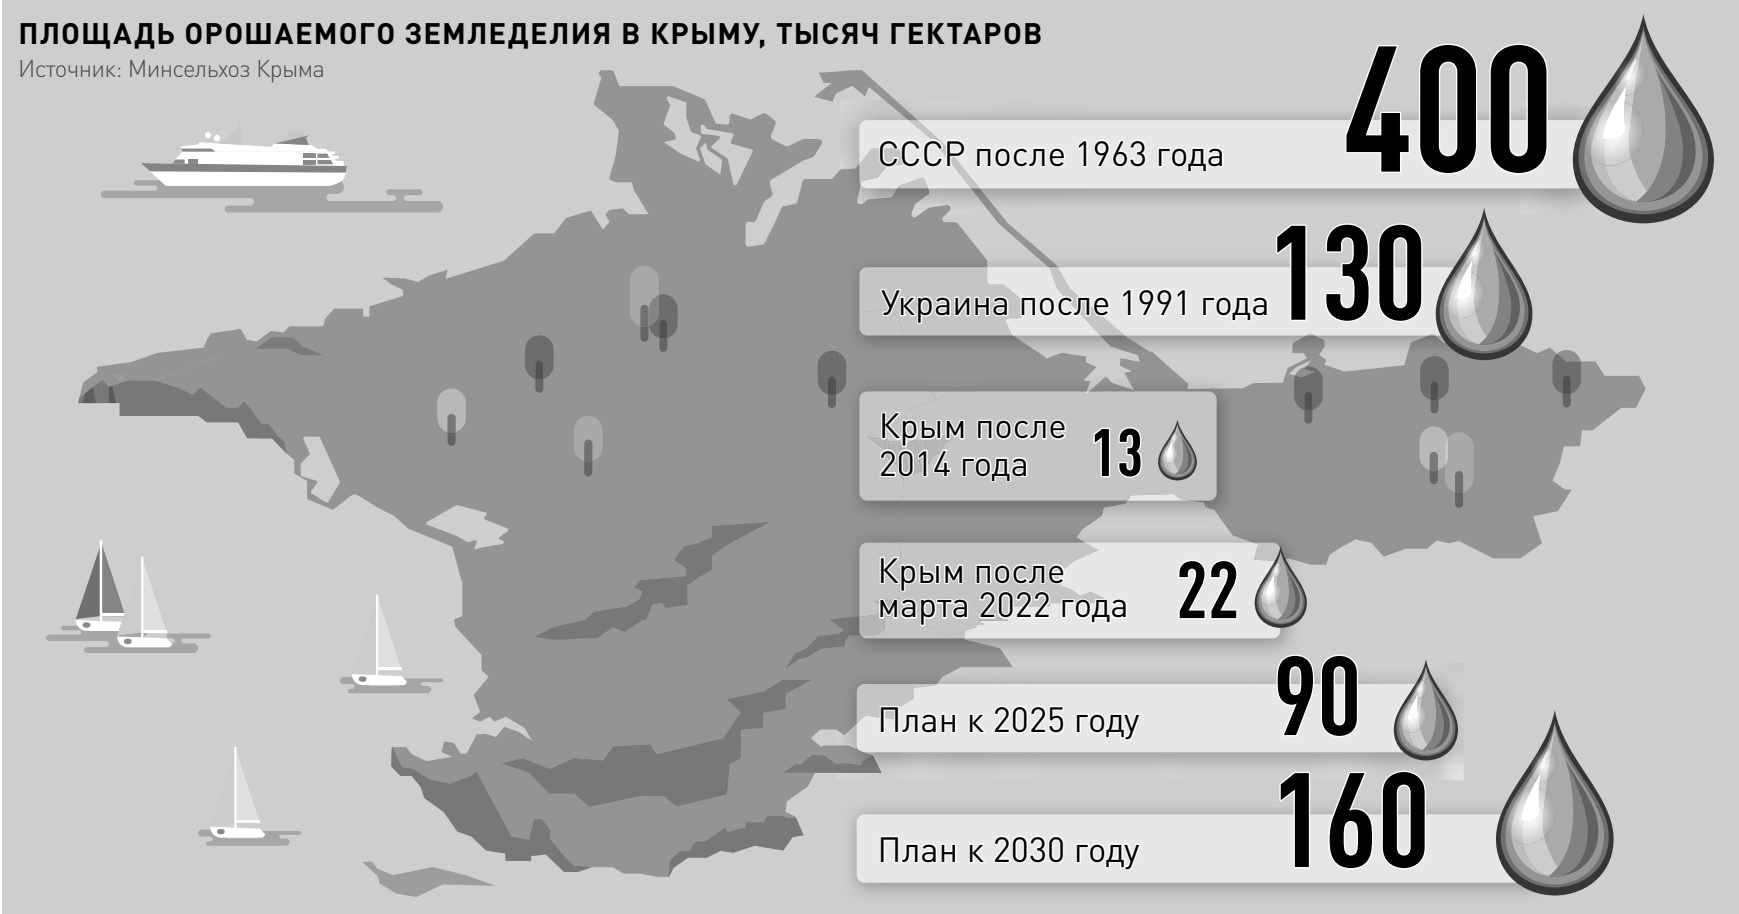 ПЛОЩАДЬ ОРОШАЕМОГО ЗЕМЛЕДЕЛИЯ В КРЫМУ, ТЫСЯЧ ГЕКТАРОВ
Источник: Минсельхоз Крыма
СССР после 1963 года 400
Украина после 1991 года 130
Крым после
2014 года 13
Крым после
марта 2022 года 22
План к 2025 году 90
План к 2030 году 160